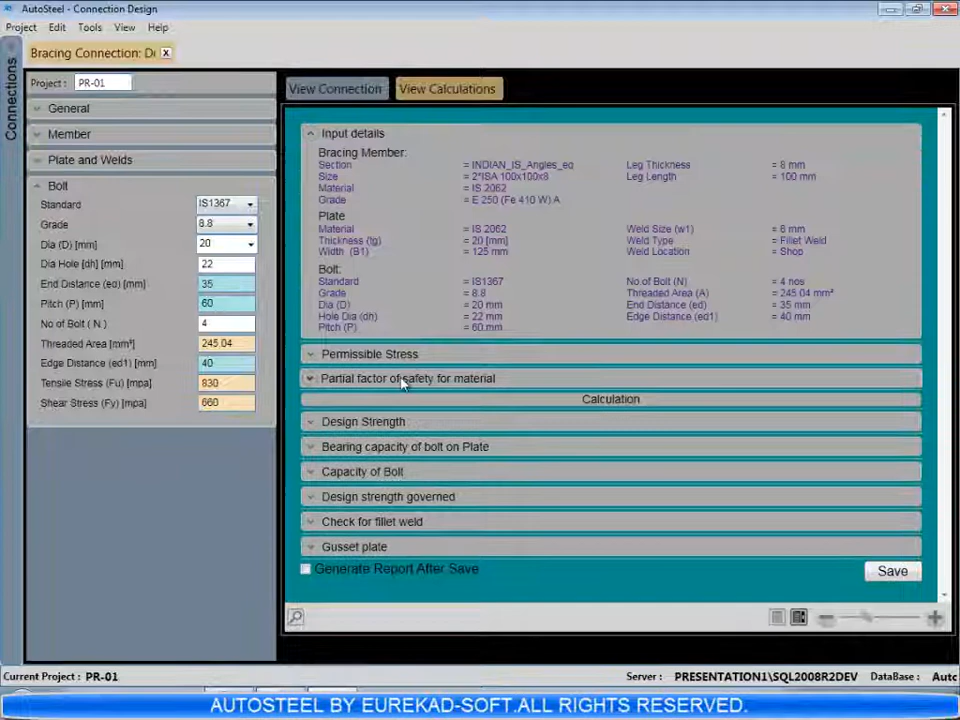 AutoSteel - Connection Design
Project Edit Tools View Help
Connections
Bracing Connection: De X
Project : PR-01
General
Member
Plate and Welds
Bolt
Standard IS1367
Grade 8.8
Dia (D) [mm] 20
Dia Hole [dh] [mm] 22
End Distance (ed) [mm] 35
Pitch (P) [mm] 60
No of Bolt ( N ) 4
Threaded Area [mm²] 245.04
Edge Distance (ed1) [mm] 40
Tensile Stress (Fu) [mpa] 830
Shear Stress (Fy) [mpa] 660
View Connection View Calculations
Input details
Bracing Member:
Section = INDIAN_IS_Angles_eq Leg Thickness = 8 mm
Size = 2*ISA 100x100x8 Leg Length = 100 mm
Material = IS 2062
Grade = E 250 (Fe 410 W) A
Plate
Material = IS 2062 Weld Size (w1) = 8 mm
Thickness (tg) = 20 [mm] Weld Type = Fillet Weld
Width (B1) = 125 mm Weld Location = Shop
Bolt:
Standard = IS1367 No.of Bolt (N) = 4 nos
Grade = 8.8 Threaded Area (A) = 245.04 mm²
Dia (D) = 20 mm End Distance (ed) = 35 mm
Hole Dia (dh) = 22 mm Edge Distance (ed1) = 40 mm
Pitch (P) = 60 mm
Permissible Stress
Partial factor of safety for material
Calculation
Design Strength
Bearing capacity of bolt on Plate
Capacity of Bolt
Design strength governed
Check for fillet weld
Gusset plate
Generate Report After Save Save
Current Project : PR-01 Server : PRESENTATION1\SQL2008R2DEV DataBase : Auto
AUTOSTEEL BY EUREKAD-SOFT.ALL RIGHTS RESERVED.